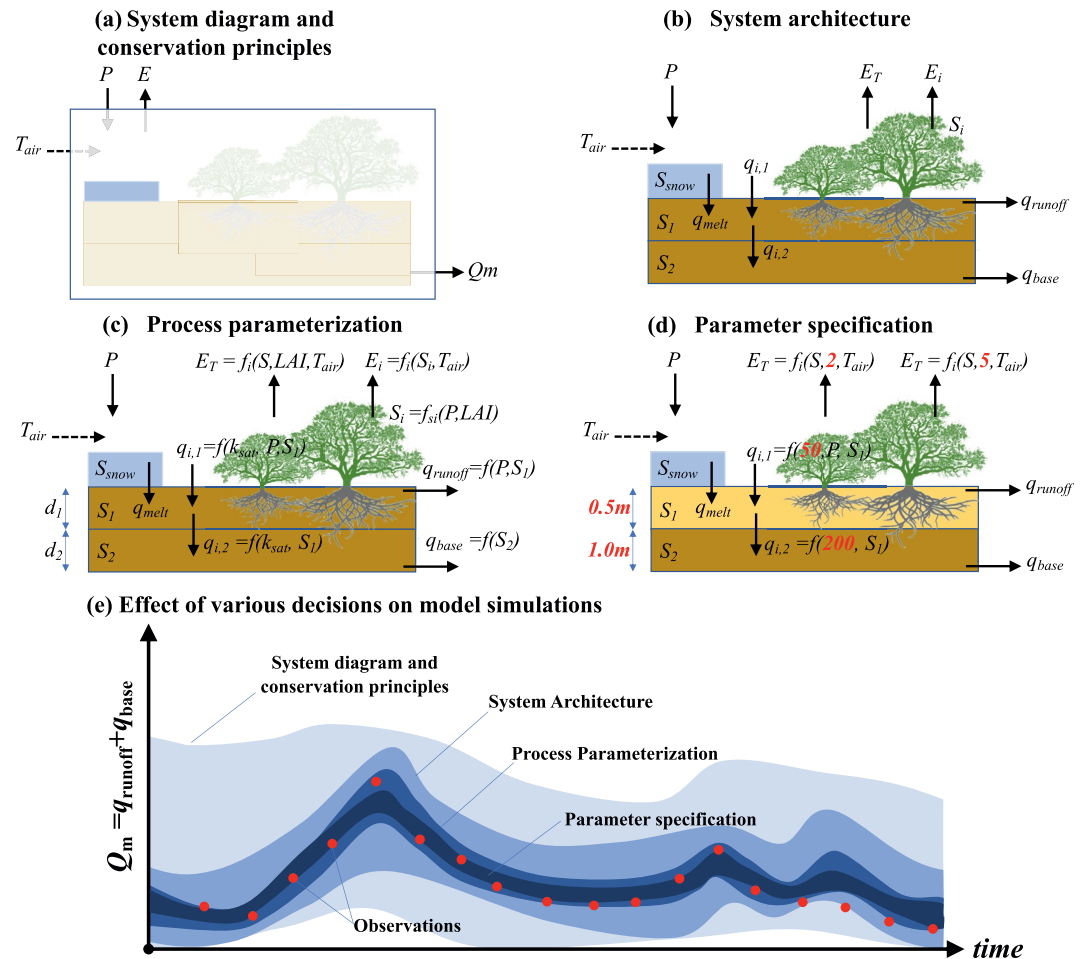 (a) System diagram and
conservation principles
P E
T_air
Qm
(b) System architecture
P
E_T
E_i
S_i
T_air
q_i,1
S_snow
q_runoff
S_1
q_melt
q_i,2
S_2
q_base
(c) Process parameterization
P
E_T = f_i(S,LAI,T_air)
E_i =f_i(S_i,T_air)
S_i =f_si(P,LAI)
T_air
q_i,1=f(k_sat, P,S_1)
S_snow
q_runoff=f(P,S_1)
d_1
S_1
q_melt
d_2
S_2
q_i,2 = f(k_sat, S_1)
q_base =f(S_2)
(d) Parameter specification
P
E_T = f_i(S,2,T_air)
E_T = f_i(S,5,T_air)
T_air
q_i,1=f(50,P, S_1)
S_snow
q_runoff
0.5m
S_1
q_melt
1.0m
S_2
q_i,2 = f(200, S_1)
q_base
(e) Effect of various decisions on model simulations
Q_m =q_runoff+q_base
System diagram and
conservation principles
System Architecture
Process Parameterization
Parameter specification
Observations
time